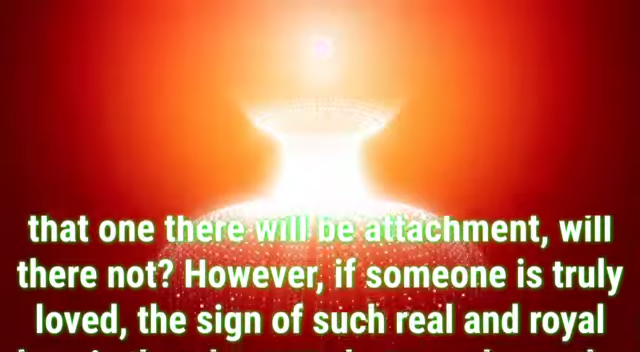 that one there will be attachment, will
there not? However, if someone is truly
loved, the sign of such real and royal